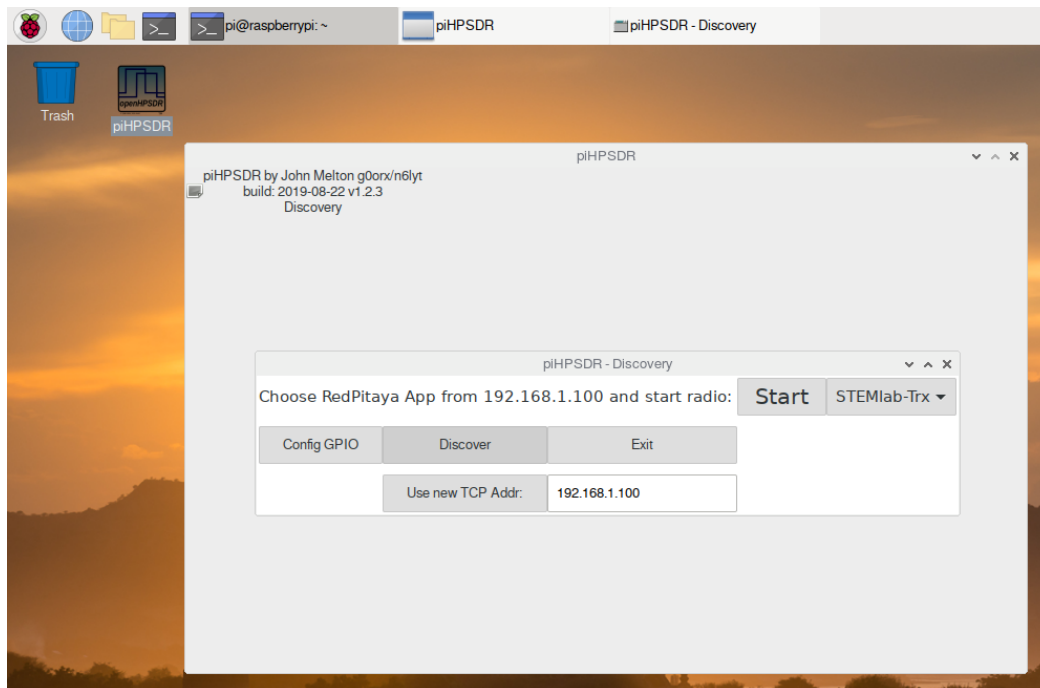 pi@raspberrypi: ~ piHPSDR piHPSDR - Discovery
Trash
openHPSDR
piHPSDR
piHPSDR
piHPSDR by John Melton g0orx/n6lyt
build: 2019-08-22 v1.2.3
Discovery
piHPSDR - Discovery
Choose RedPitaya App from 192.168.1.100 and start radio: Start STEMlab-Trx
Config GPIO Discover Exit
Use new TCP Addr: 192.168.1.100